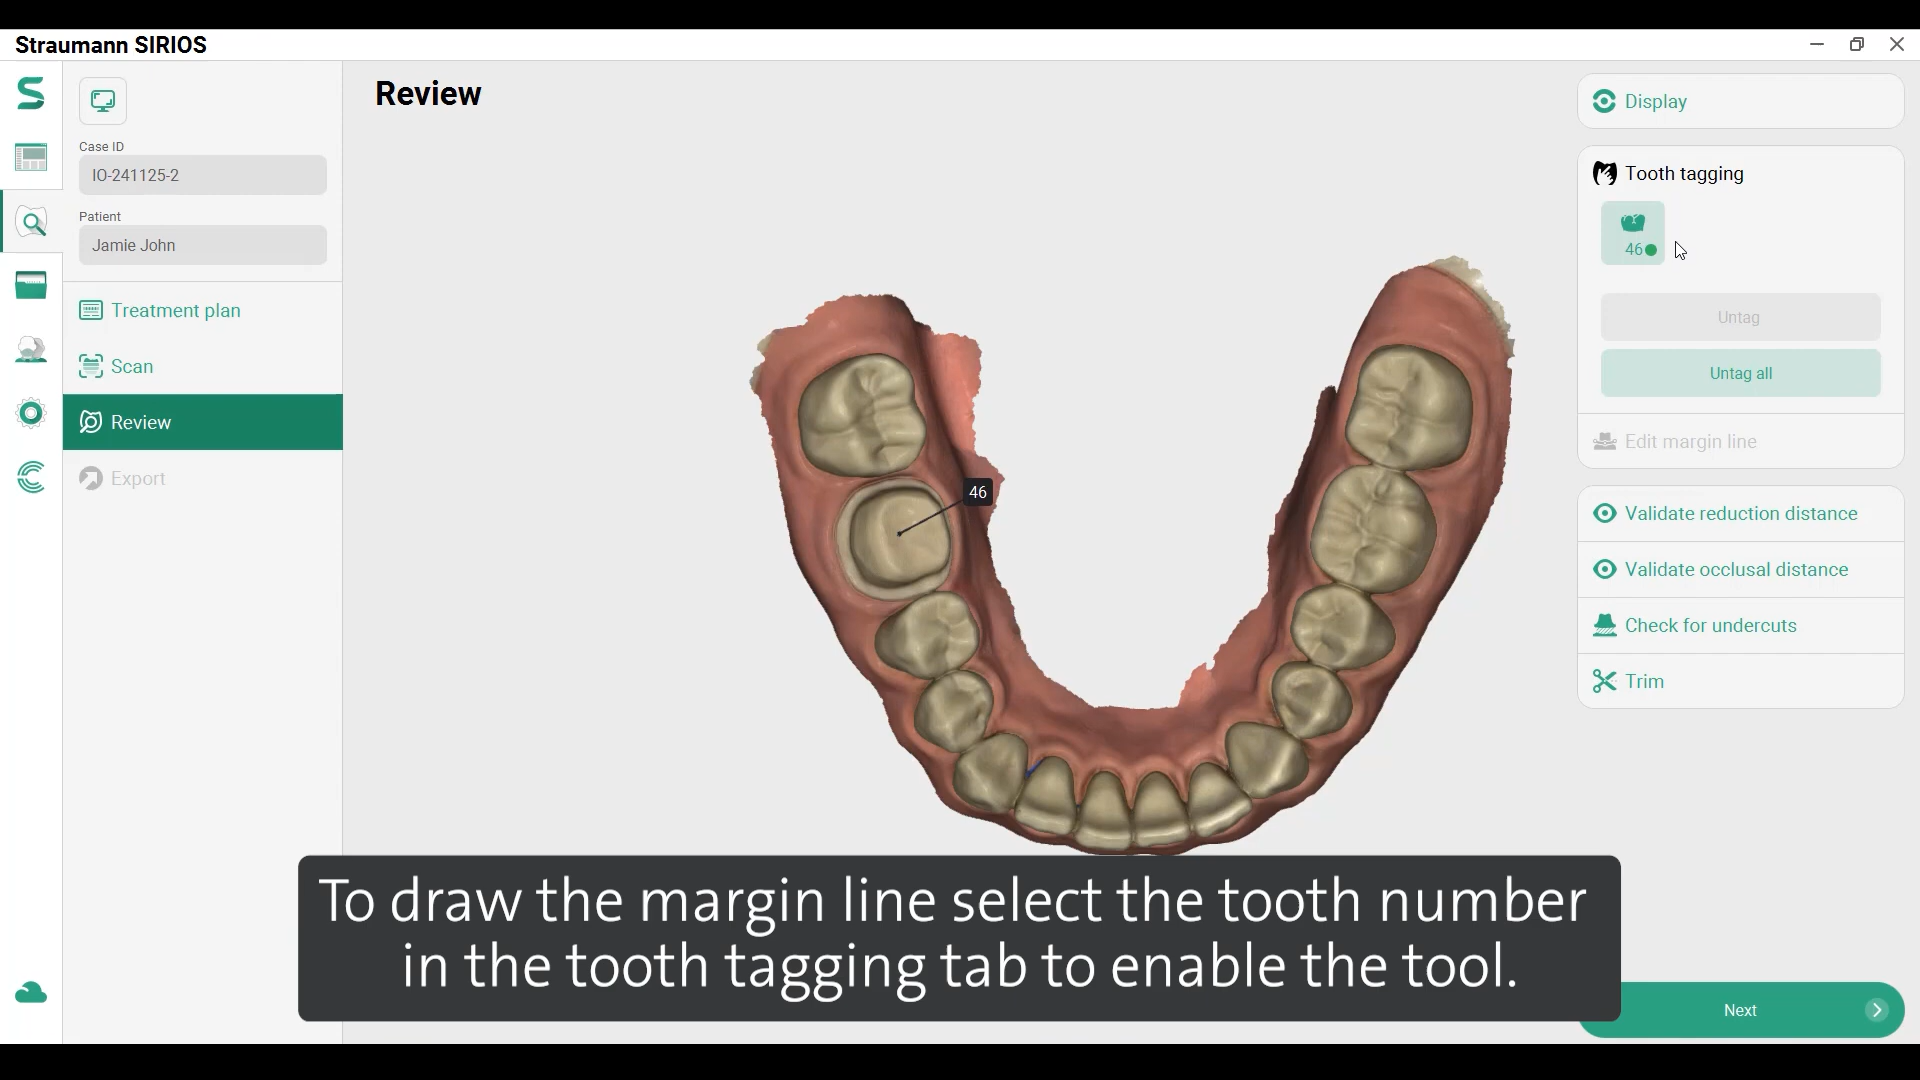 Straumann SIRIOS
Case ID
IO-241125-2
Patient
Jamie John
Treatment plan
Scan
Review
Export
Review
46
Display
Tooth tagging
46
Untag
Untag all
Edit margin line
Validate reduction distance
Validate occlusal distance
Check for undercuts
Trim
To draw the margin line select the tooth number
in the tooth tagging tab to enable the tool.
Next